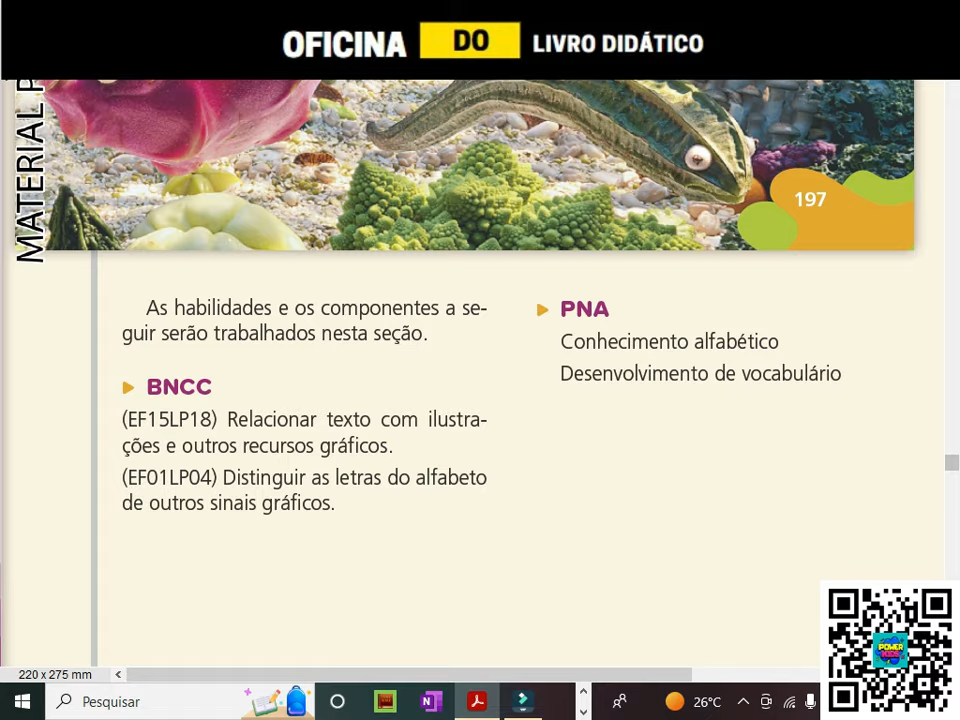 OFICINA DO LIVRO DIDÁTICO
MATERIAL P
197
As habilidades e os componentes a se-
guir serão trabalhados nesta seção.
BNCC
(EF15LP18) Relacionar texto com ilustra-
ções e outros recursos gráficos.
(EF01LP04) Distinguir as letras do alfabeto
de outros sinais gráficos.
PNA
Conhecimento alfabético
Desenvolvimento de vocabulário
POWER
KIDS
220 x 275 mm
Pesquisar
26°C